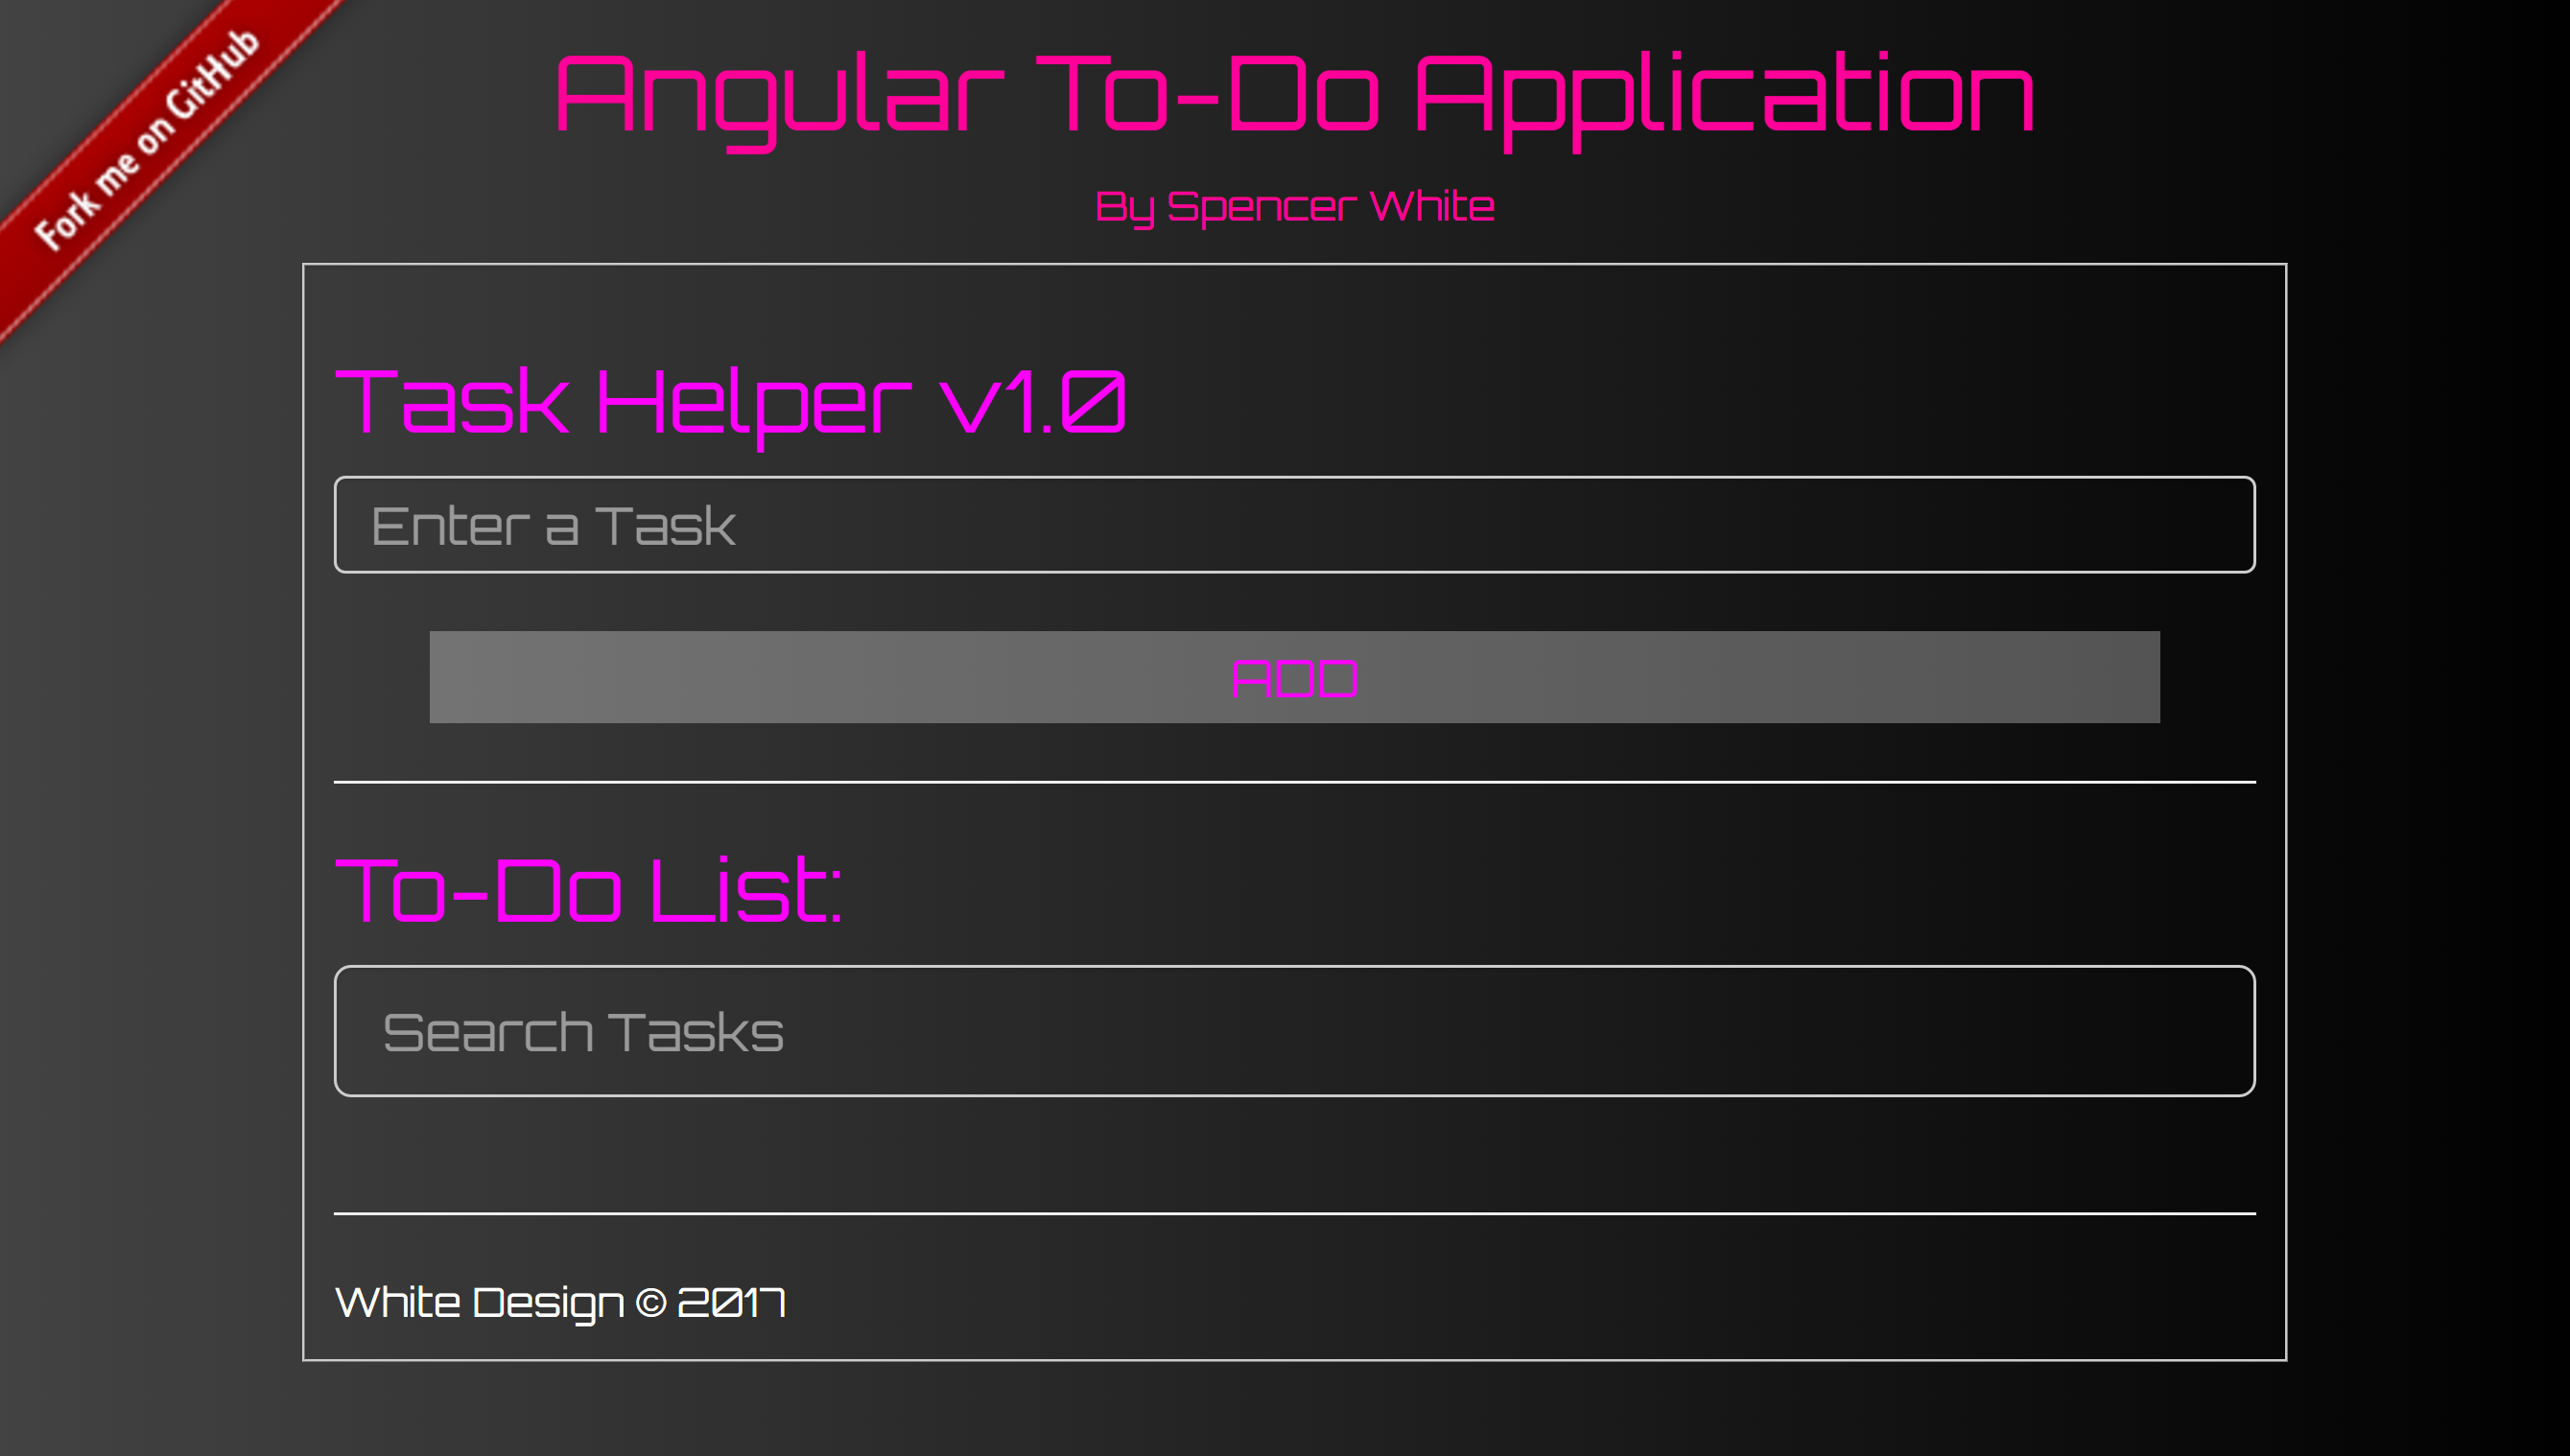 Fork me on GitHub
Angular To-Do Application
By Spencer White
Task Helper v1.0
Enter a Task
ADD
To-Do List:
Search Tasks
White Design © 2017